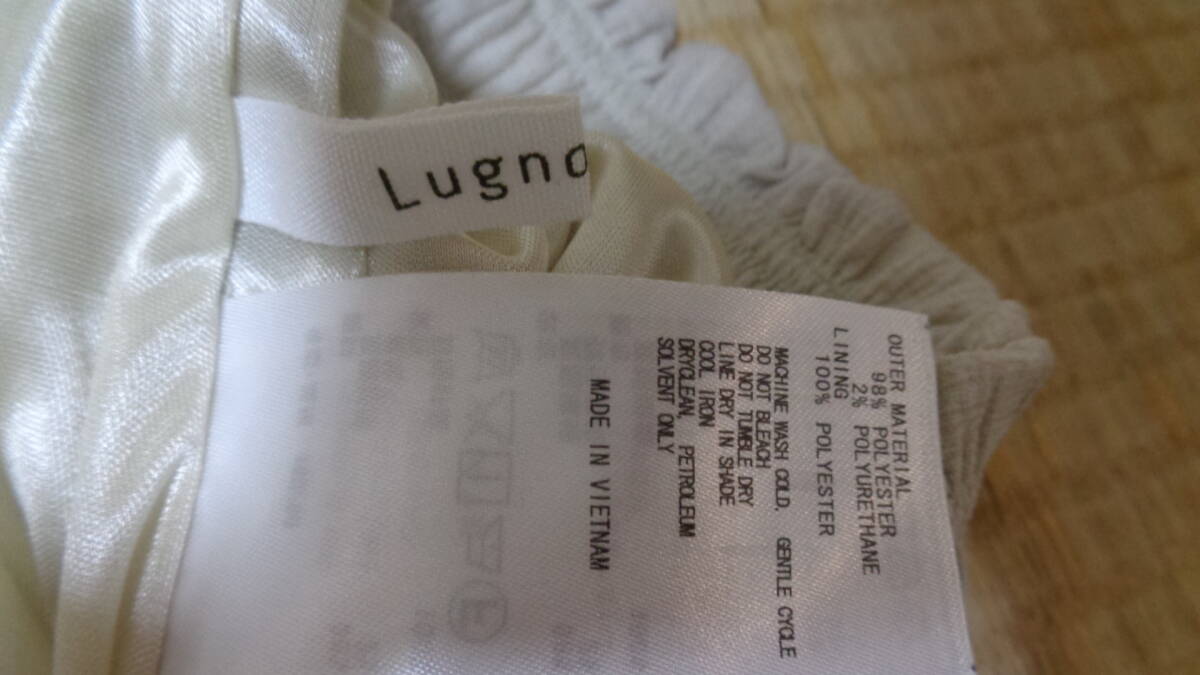 Lugno
OUTER MATERIAL
98% POLYESTER
2% POLYURETHANE
LINING
100% POLYESTER
MACHINE WASH COLD, GENTLE CYCLE
DO NOT BLEACH
DO NOT TUMBLE DRY
LINE DRY IN SHADE
COOL IRON
DRYCLEAN, PETROLEUM
SOLVENT ONLY
MADE IN VIETNAM